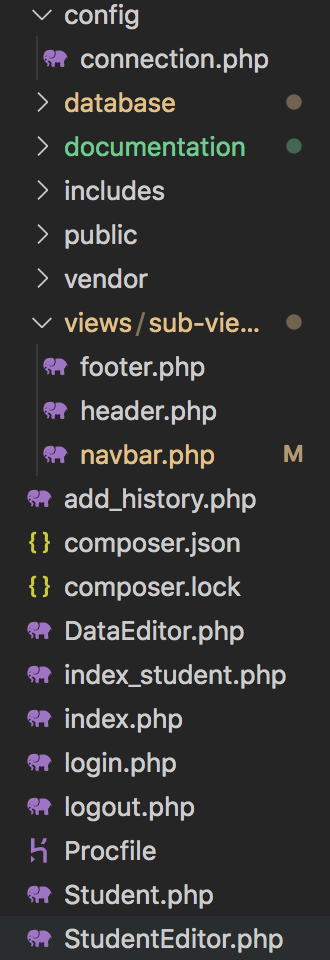 config
connection.php
database
documentation
includes
public
vendor
views/sub-vie...
footer.php
header.php
navbar.php M
add_history.php
{} composer.json
{} composer.lock
DataEditor.php
index_student.php
index.php
login.php
logout.php
Procfile
Student.php
StudentEditor.php